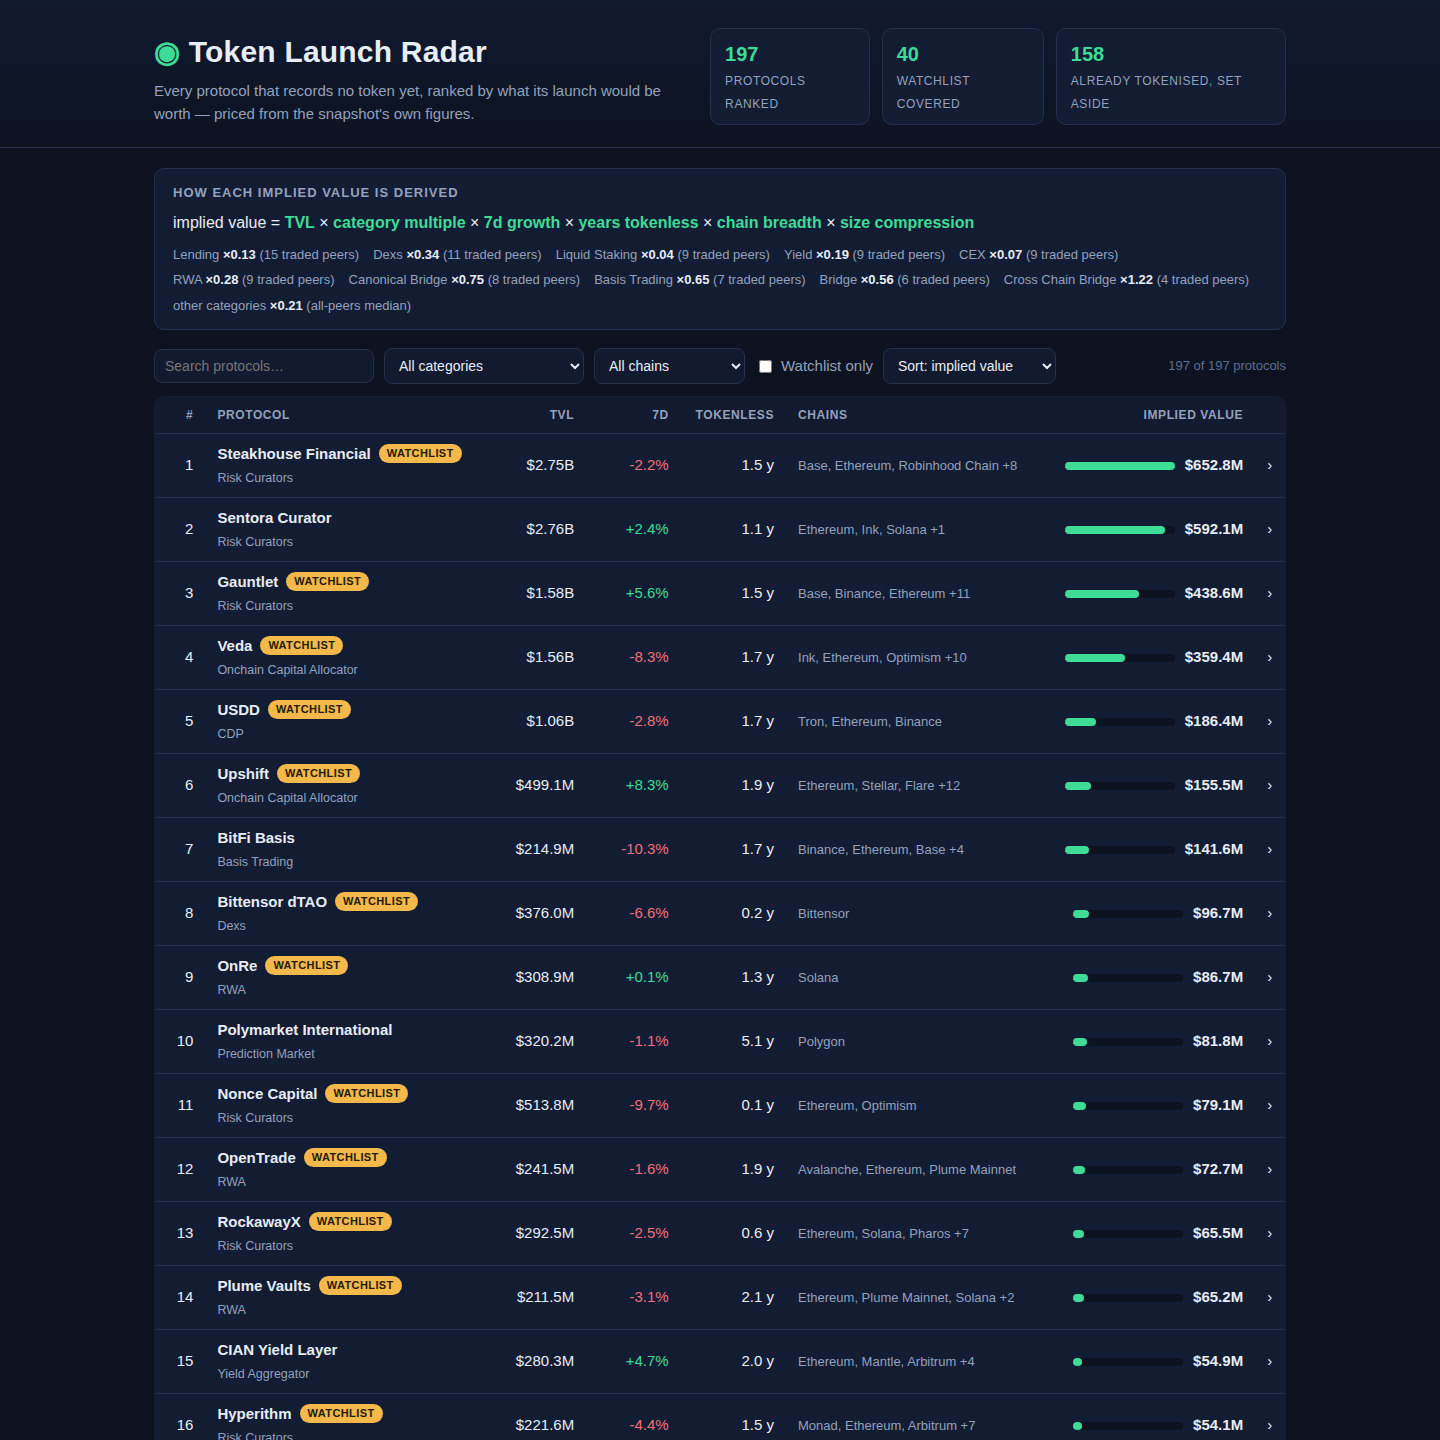 Token Launch Radar
Every protocol that records no token yet, ranked by what its launch would be
worth — priced from the snapshot's own figures.
197
PROTOCOLS
RANKED
40
WATCHLIST
COVERED
158
ALREADY TOKENISED, SET
ASIDE
HOW EACH IMPLIED VALUE IS DERIVED
implied value = TVL × category multiple × 7d growth × years tokenless × chain breadth × size compression
Lending ×0.13 (15 traded peers) Dexs ×0.34 (11 traded peers) Liquid Staking ×0.04 (9 traded peers) Yield ×0.19 (9 traded peers) CEX ×0.07 (9 traded peers)
RWA ×0.28 (9 traded peers) Canonical Bridge ×0.75 (8 traded peers) Basis Trading ×0.65 (7 traded peers) Bridge ×0.56 (6 traded peers) Cross Chain Bridge ×1.22 (4 traded peers)
other categories ×0.21 (all-peers median)
Search protocols… All categories All chains Watchlist only Sort: implied value 197 of 197 protocols
# PROTOCOL TVL 7D TOKENLESS CHAINS IMPLIED VALUE
1 Steakhouse Financial WATCHLIST $2.75B -2.2% 1.5 y Base, Ethereum, Robinhood Chain +8 $652.8M ›
Risk Curators
2 Sentora Curator $2.76B +2.4% 1.1 y Ethereum, Ink, Solana +1 $592.1M ›
Risk Curators
3 Gauntlet WATCHLIST $1.58B +5.6% 1.5 y Base, Binance, Ethereum +11 $438.6M ›
Risk Curators
4 Veda WATCHLIST $1.56B -8.3% 1.7 y Ink, Ethereum, Optimism +10 $359.4M ›
Onchain Capital Allocator
5 USDD WATCHLIST $1.06B -2.8% 1.7 y Tron, Ethereum, Binance $186.4M ›
CDP
6 Upshift WATCHLIST $499.1M +8.3% 1.9 y Ethereum, Stellar, Flare +12 $155.5M ›
Onchain Capital Allocator
7 BitFi Basis $214.9M -10.3% 1.7 y Binance, Ethereum, Base +4 $141.6M ›
Basis Trading
8 Bittensor dTAO WATCHLIST $376.0M -6.6% 0.2 y Bittensor $96.7M ›
Dexs
9 OnRe WATCHLIST $308.9M +0.1% 1.3 y Solana $86.7M ›
RWA
10 Polymarket International $320.2M -1.1% 5.1 y Polygon $81.8M ›
Prediction Market
11 Nonce Capital WATCHLIST $513.8M -9.7% 0.1 y Ethereum, Optimism $79.1M ›
Risk Curators
12 OpenTrade WATCHLIST $241.5M -1.6% 1.9 y Avalanche, Ethereum, Plume Mainnet $72.7M ›
RWA
13 RockawayX WATCHLIST $292.5M -2.5% 0.6 y Ethereum, Solana, Pharos +7 $65.5M ›
Risk Curators
14 Plume Vaults WATCHLIST $211.5M -3.1% 2.1 y Ethereum, Plume Mainnet, Solana +2 $65.2M ›
RWA
15 CIAN Yield Layer $280.3M +4.7% 2.0 y Ethereum, Mantle, Arbitrum +4 $54.9M ›
Yield Aggregator
16 Hyperithm WATCHLIST $221.6M -4.4% 1.5 y Monad, Ethereum, Arbitrum +7 $54.1M ›
Risk Curators